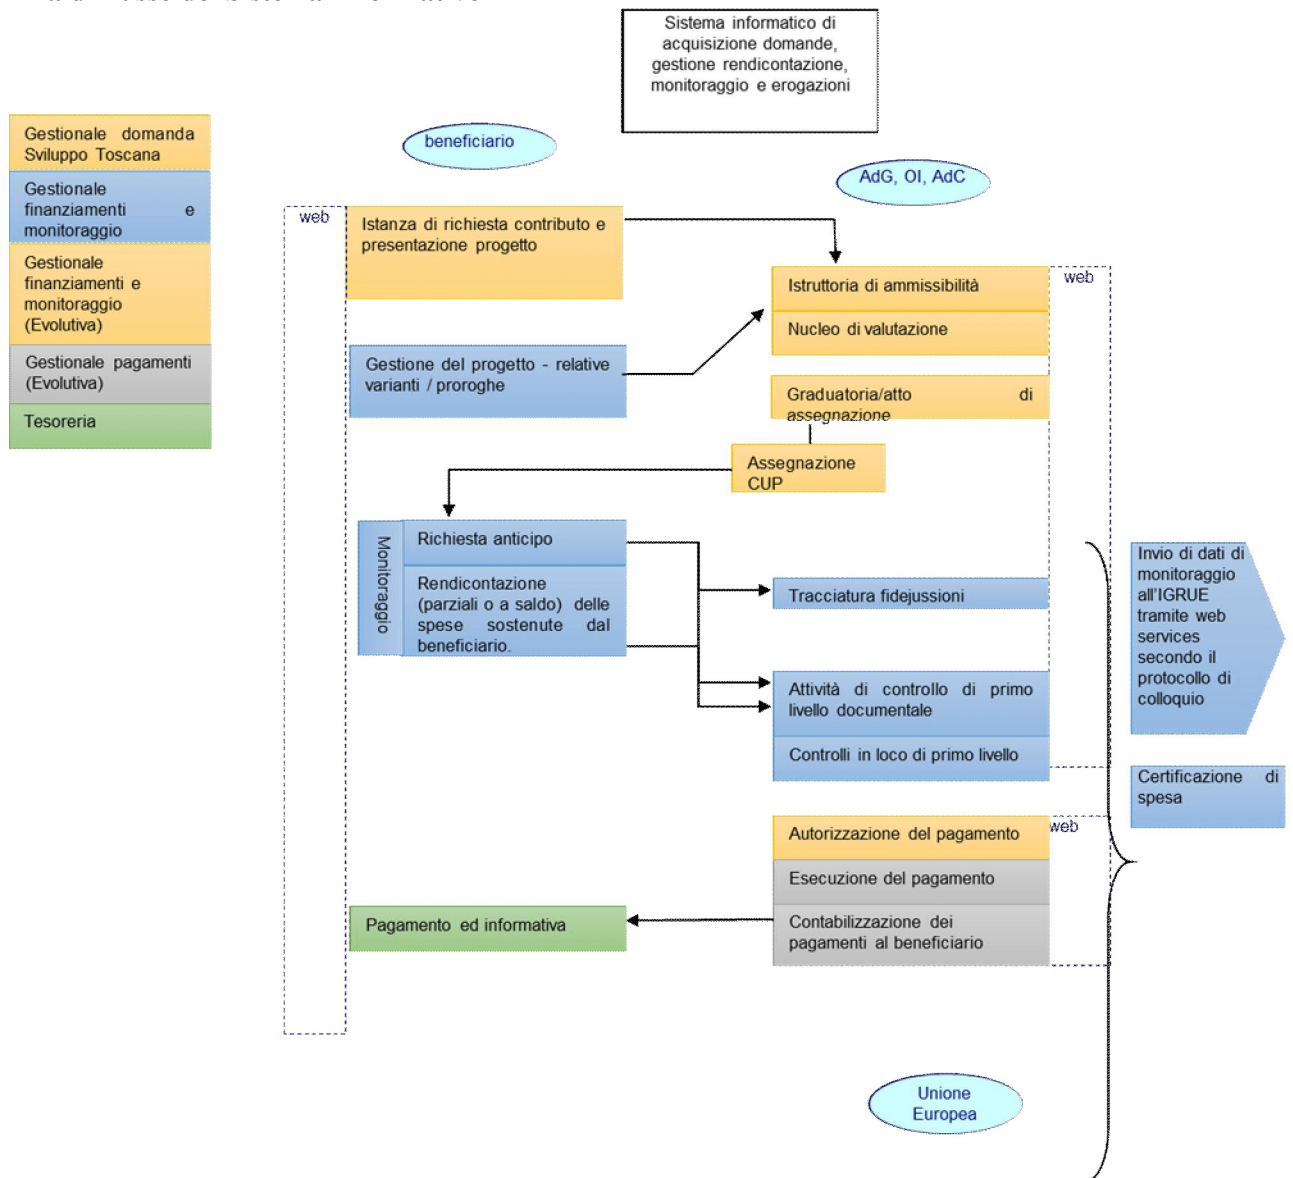 Sistema informatico di
acquisizione domande,
gestione rendicontazione,
monitoraggio e erogazioni
Gestionale domanda
Sviluppo Toscana
Gestionale
finanziamenti e
monitoraggio
Gestionale
finanziamenti e
monitoraggio
(Evolutiva)
Gestionale pagamenti
(Evolutiva)
Tesoreria
beneficiario
AdG, OI, AdC
web
Istanza di richiesta contributo e
presentazione progetto
web
Istruttoria di ammissibilità
Nucleo di valutazione
Gestione del progetto - relative
varianti / proroghe
Graduatoria/atto di
assegnazione
Assegnazione
CUP
Monitoraggio
Richiesta anticipo
Rendicontazione
(parziali o a saldo) delle
spese sostenute dal
beneficiario.
Tracciatura fidejussioni
Attività di controllo di primo
livello documentale
Controlli in loco di primo livello
Invio di dati di
monitoraggio
all'IGRUE
tramite web
services
secondo il
protocollo di
colloquio
Certificazione di
spesa
Autorizzazione del pagamento
web
Esecuzione del pagamento
Contabilizzazione dei
pagamenti al beneficiario
Pagamento ed informativa
Unione
Europea